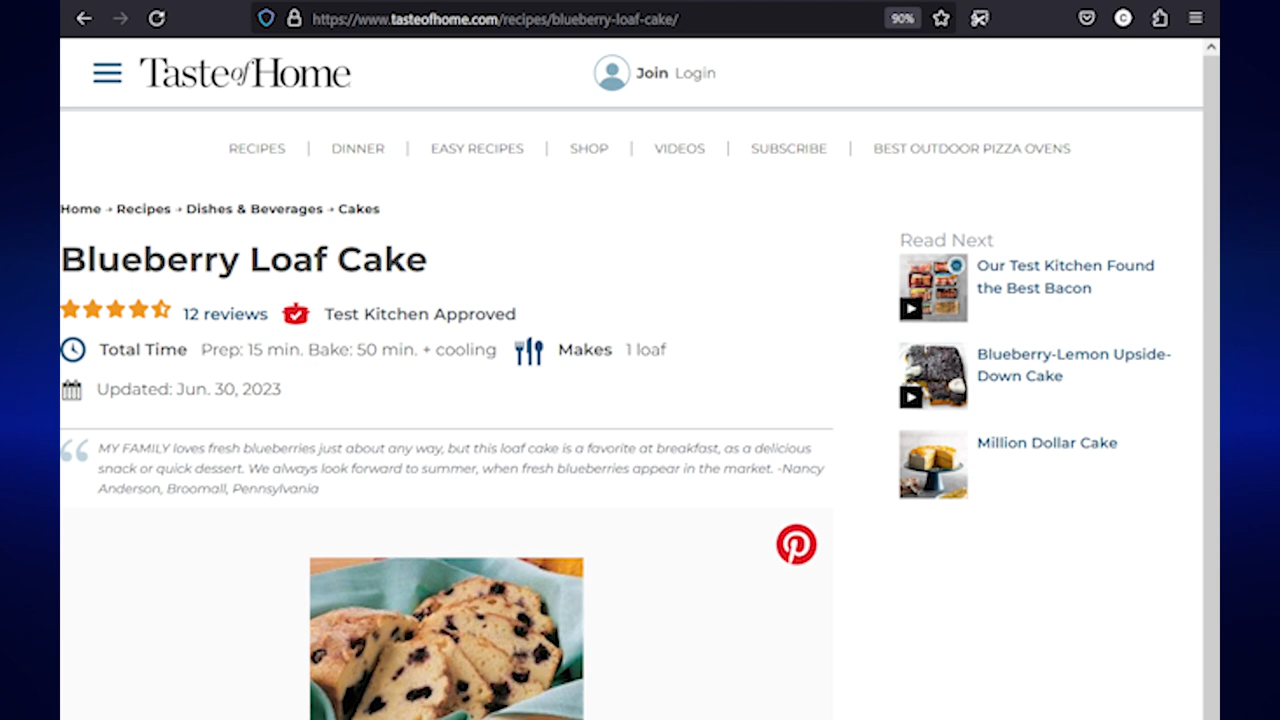 https://www.tasteofhome.com/recipes/blueberry-loaf-cake/
90%
C
Taste of Home
Join Login
RECIPES | DINNER | EASY RECIPES | SHOP | VIDEOS | SUBSCRIBE | BEST OUTDOOR PIZZA OVENS
Home → Recipes → Dishes & Beverages → Cakes
Blueberry Loaf Cake
12 reviews Test Kitchen Approved
Total Time Prep: 15 min. Bake: 50 min. + cooling Makes 1 loaf
Updated: Jun. 30, 2023
MY FAMILY loves fresh blueberries just about any way, but this loaf cake is a favorite at breakfast, as a delicious
snack or quick dessert. We always look forward to summer, when fresh blueberries appear in the market. -Nancy
Anderson, Broomall, Pennsylvania
Read Next
Our Test Kitchen Found
the Best Bacon
Blueberry-Lemon Upside-
Down Cake
Million Dollar Cake